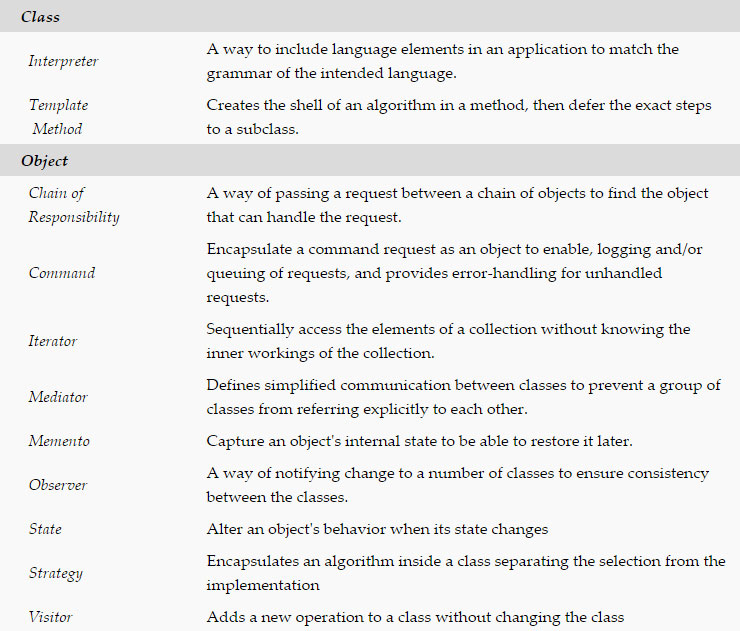 Class
Interpreter
A way to include language elements in an application to match the
grammar of the intended language.
Template
Method
Creates the shell of an algorithm in a method, then defer the exact steps
to a subclass.
Object
Chain of
Responsibility
A way of passing a request between a chain of objects to find the object
that can handle the request.
Command
Encapsulate a command request as an object to enable, logging and/or
queuing of requests, and provides error-handling for unhandled
requests.
Iterator
Sequentially access the elements of a collection without knowing the
inner workings of the collection.
Mediator
Defines simplified communication between classes to prevent a group of
classes from referring explicitly to each other.
Memento
Capture an object's internal state to be able to restore it later.
Observer
A way of notifying change to a number of classes to ensure consistency
between the classes.
State
Alter an object's behavior when its state changes
Strategy
Encapsulates an algorithm inside a class separating the selection from the
implementation
Visitor
Adds a new operation to a class without changing the class